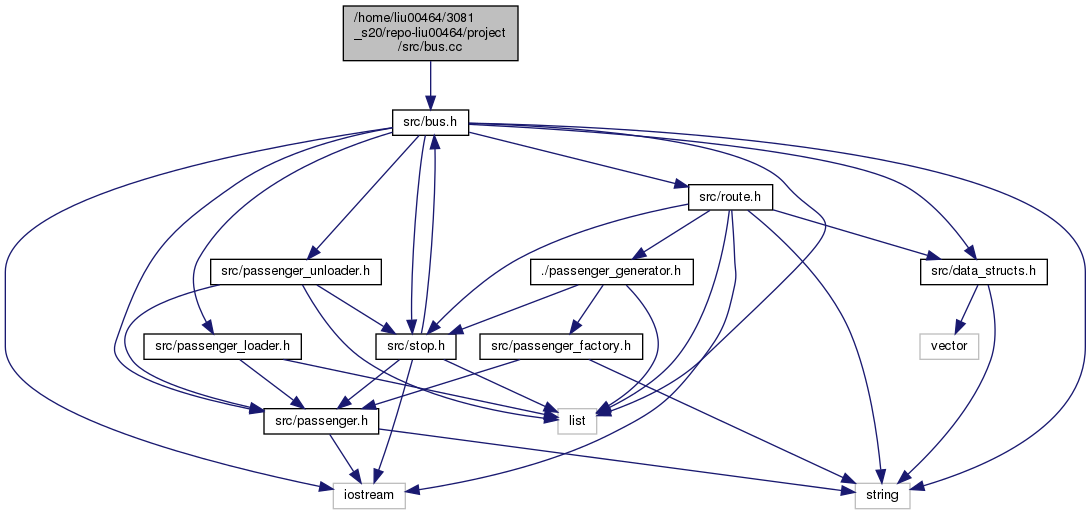 /home/liu00464/3081
_s20/repo-liu00464/project
/src/bus.cc
src/bus.h
src/route.h
src/passenger_unloader.h
./passenger_generator.h
src/data_structs.h
src/passenger_loader.h
src/stop.h
src/passenger_factory.h
vector
src/passenger.h
list
iostream
string